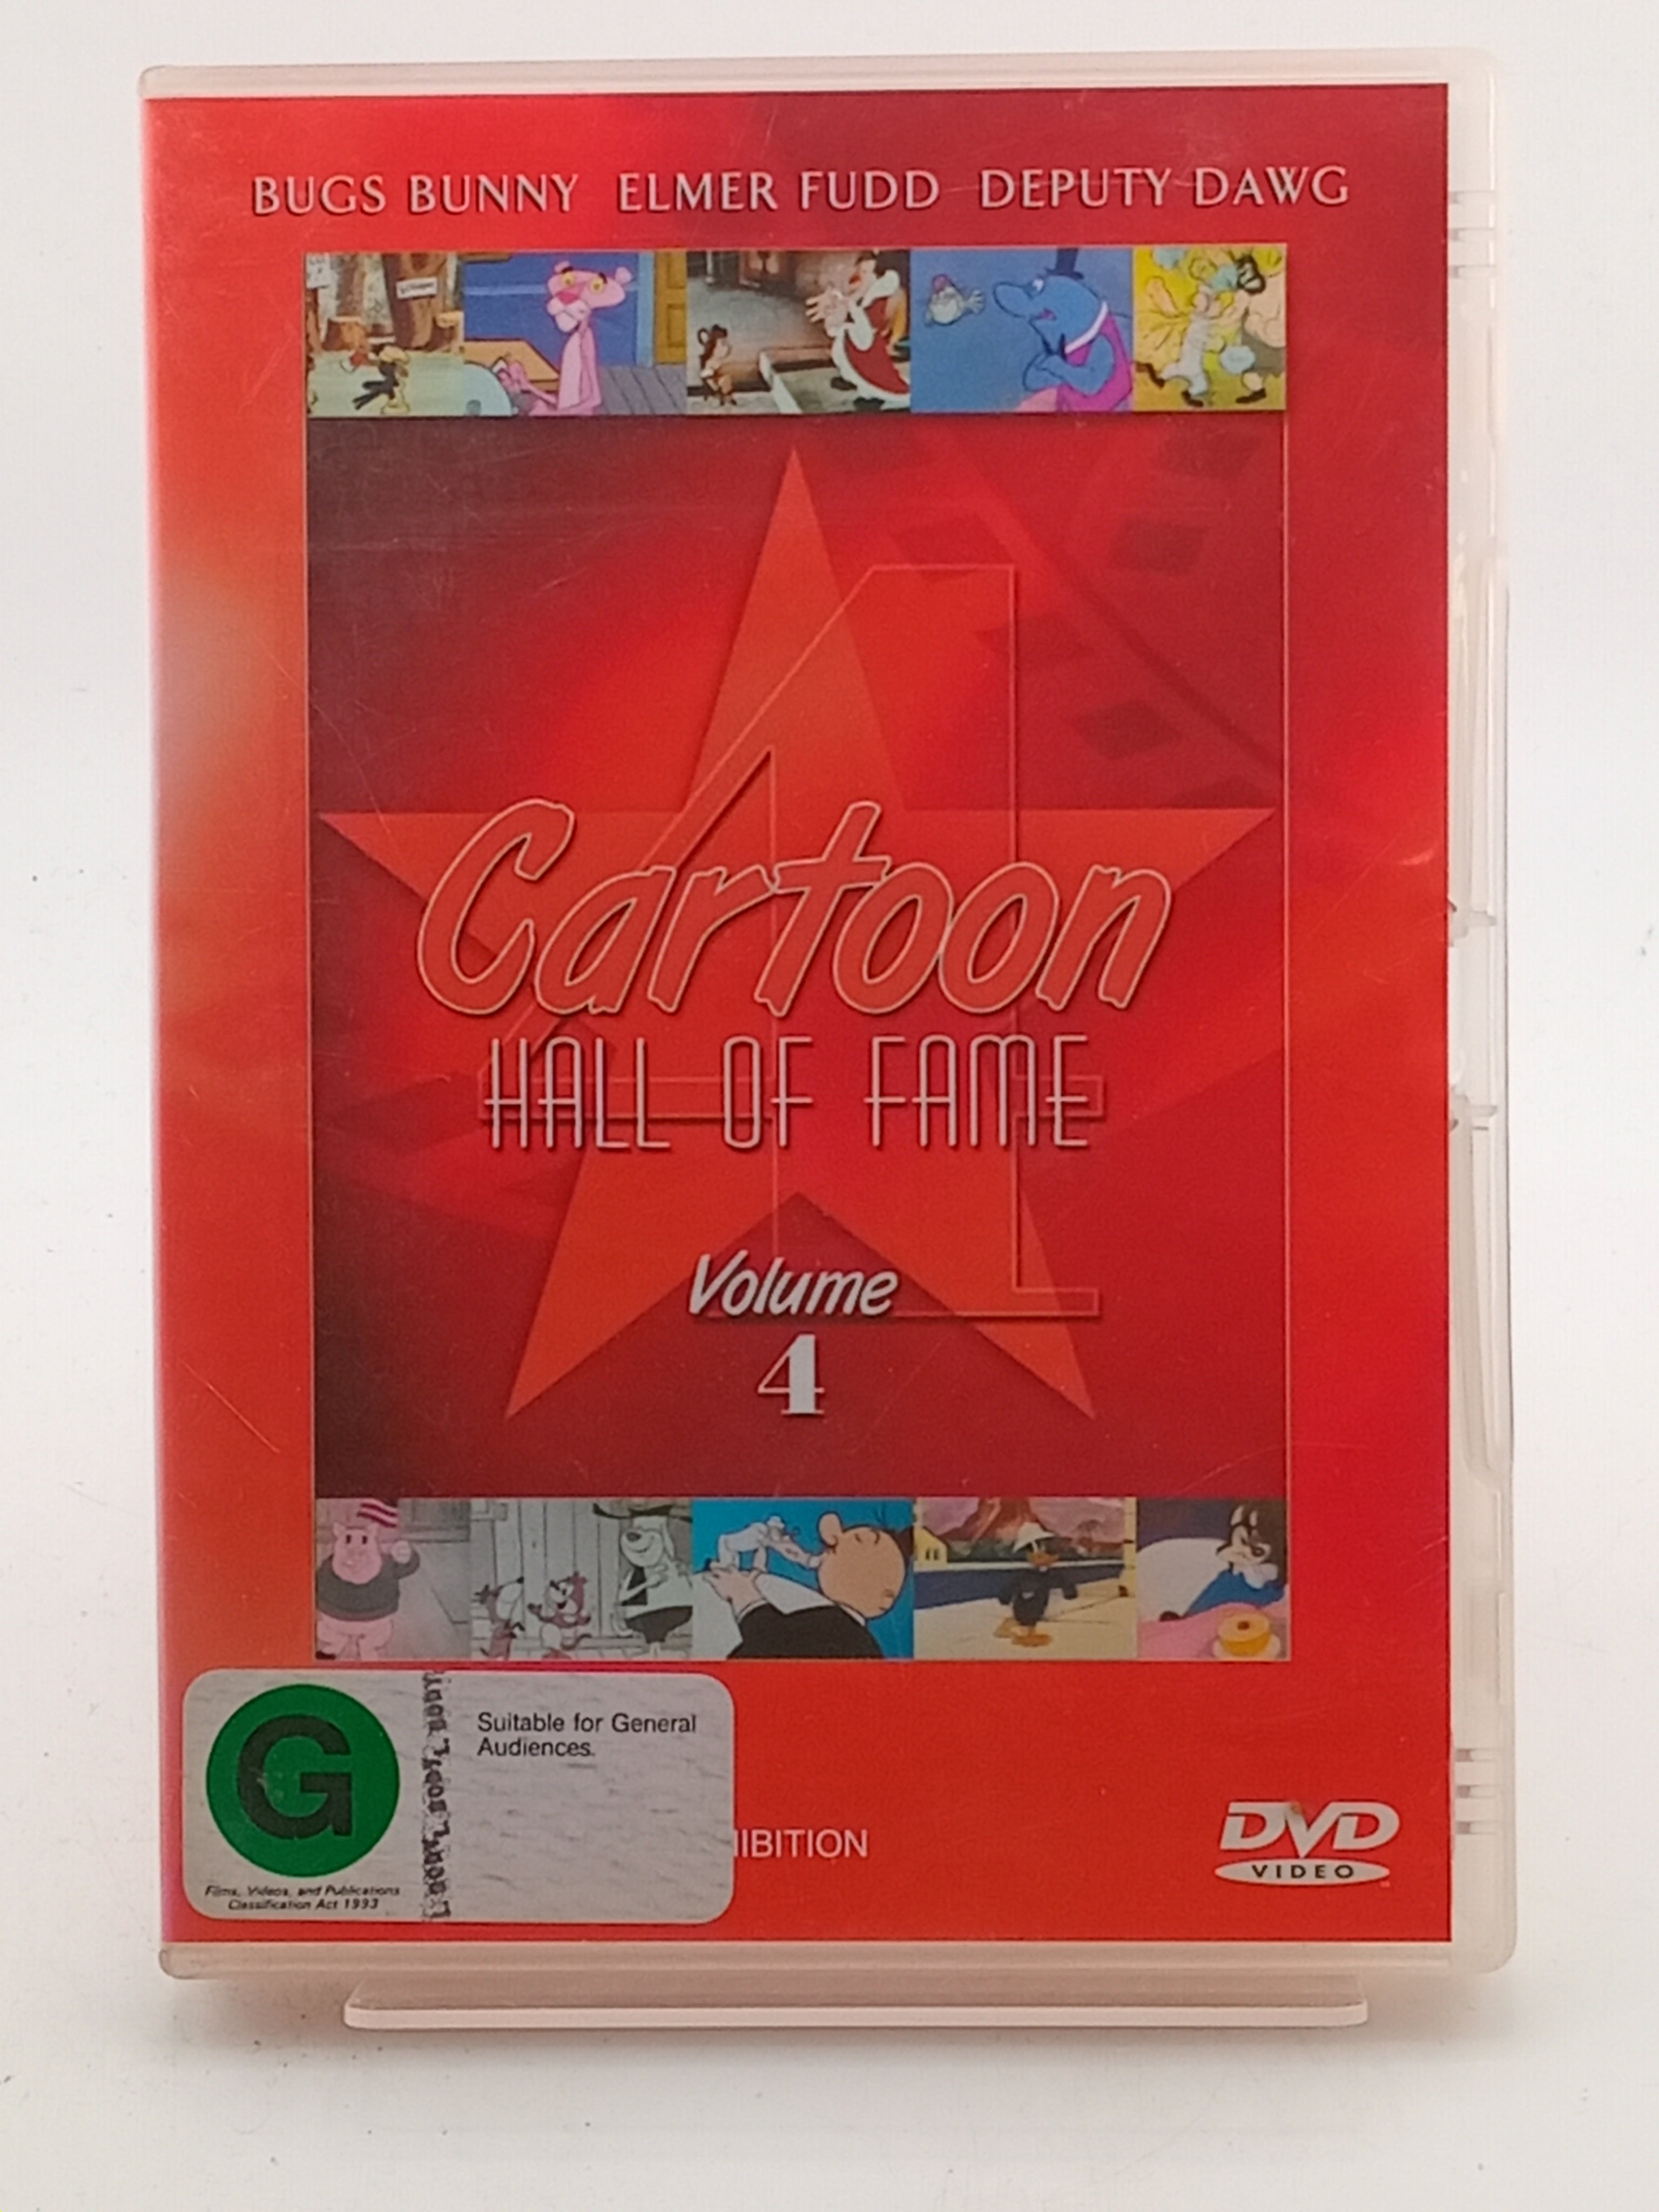 BUGS BUNNY ELMER FUDD DEPUTY DAWG
Cartoon
HALL OF FAME
Volume
4
G
Suitable for General
Audiences.
Films, Videos, and Publications
Classification Act 1993
IBITION
DVD
VIDEO